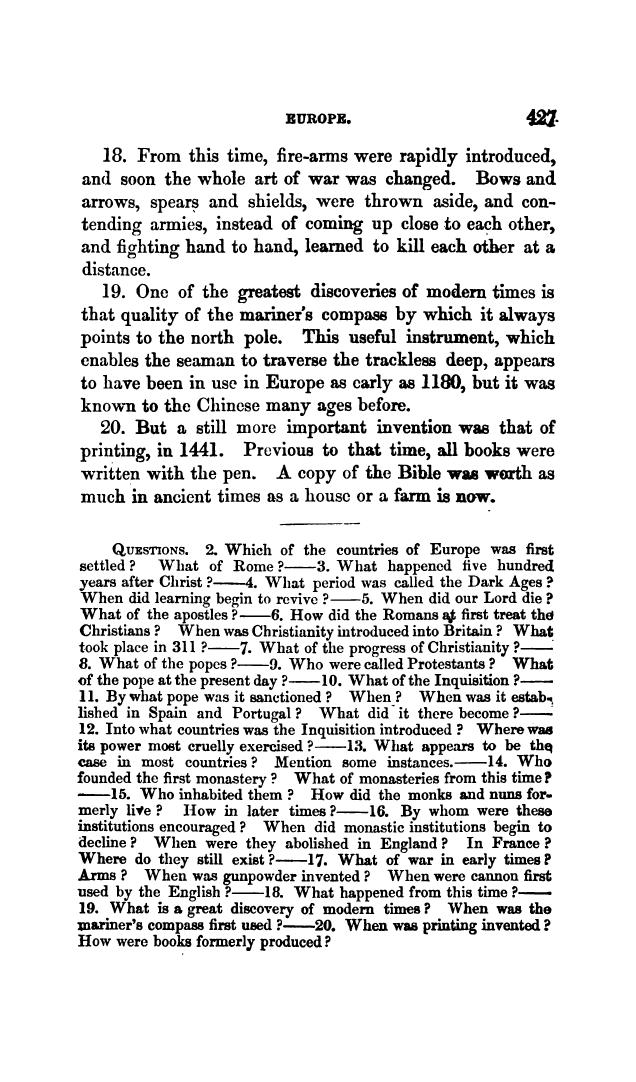 EUROPE. 427
18. From this time, fire-arms were rapidly introduced,
and soon the whole art of war was changed. Bows and
arrows, spears and shields, were thrown aside, and con-
tending armies, instead of coming up close to each other,
and fighting hand to hand, learned to kill each other at a
distance.
19. One of the greatest discoveries of modern times is
that quality of the mariner's compass by which it always
points to the north pole. This useful instrument, which
enables the seaman to traverse the trackless deep, appears
to have been in use in Europe as early as 1180, but it was
known to the Chinese many ages before.
20. But a still more important invention was that of
printing, in 1441. Previous to that time, all books were
written with the pen. A copy of the Bible was worth as
much in ancient times as a house or a farm is now.
QUESTIONS. 2. Which of the countries of Europe was first
settled? What of Rome?——3. What happened five hundred
years after Christ?——4. What period was called the Dark Ages?
When did learning begin to revive?——5. When did our Lord die?
What of the apostles?——6. How did the Romans at first treat the
Christians? When was Christianity introduced into Britain? What
took place in 311?——7. What of the progress of Christianity?——
8. What of the popes?——9. Who were called Protestants? What
of the pope at the present day?——10. What of the Inquisition?——
11. By what pope was it sanctioned? When? When was it estab-
lished in Spain and Portugal? What did it there become?——
12. Into what countries was the Inquisition introduced? Where was
its power most cruelly exercised?——13. What appears to be the
case in most countries? Mention some instances.——14. Who
founded the first monastery? What of monasteries from this time?
——15. Who inhabited them? How did the monks and nuns for-
merly live? How in later times?——16. By whom were these
institutions encouraged? When did monastic institutions begin to
decline? When were they abolished in England? In France?
Where do they still exist?——17. What of war in early times?
Arms? When was gunpowder invented? When were cannon first
used by the English?——18. What happened from this time?——
19. What is a great discovery of modern times? When was the
mariner's compass first used?——20. When was printing invented?
How were books formerly produced?